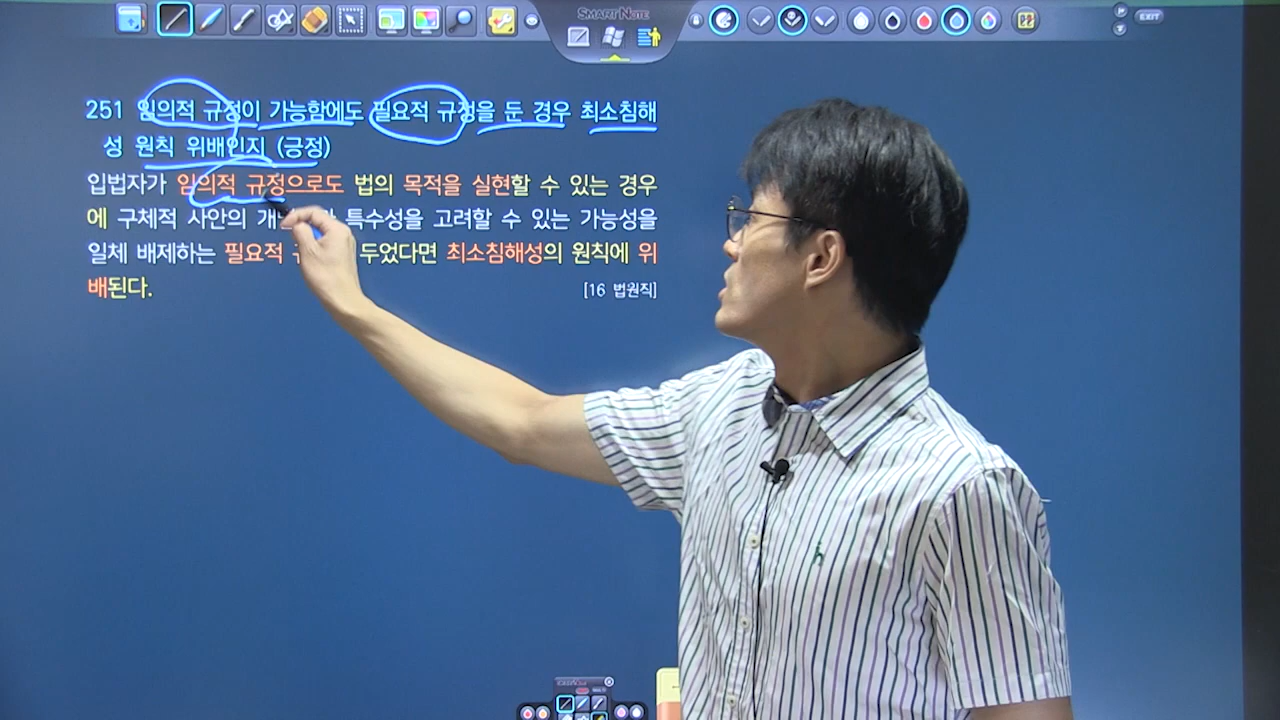 SMART NOTE
EXIT
251 임의적 규정이 가능함에도 필요적 규정을 둔 경우 최소침해
성 원칙 위배인지 (긍정)
입법자가 임의적 규정으로도 법의 목적을 실현할 수 있는 경우
에 구체적 사안의 특수성을 고려할 수 있는 가능성을
일체 배제하는 필요적 두었다면 최소침해성의 원칙에 위
배된다.
[16 법원직]